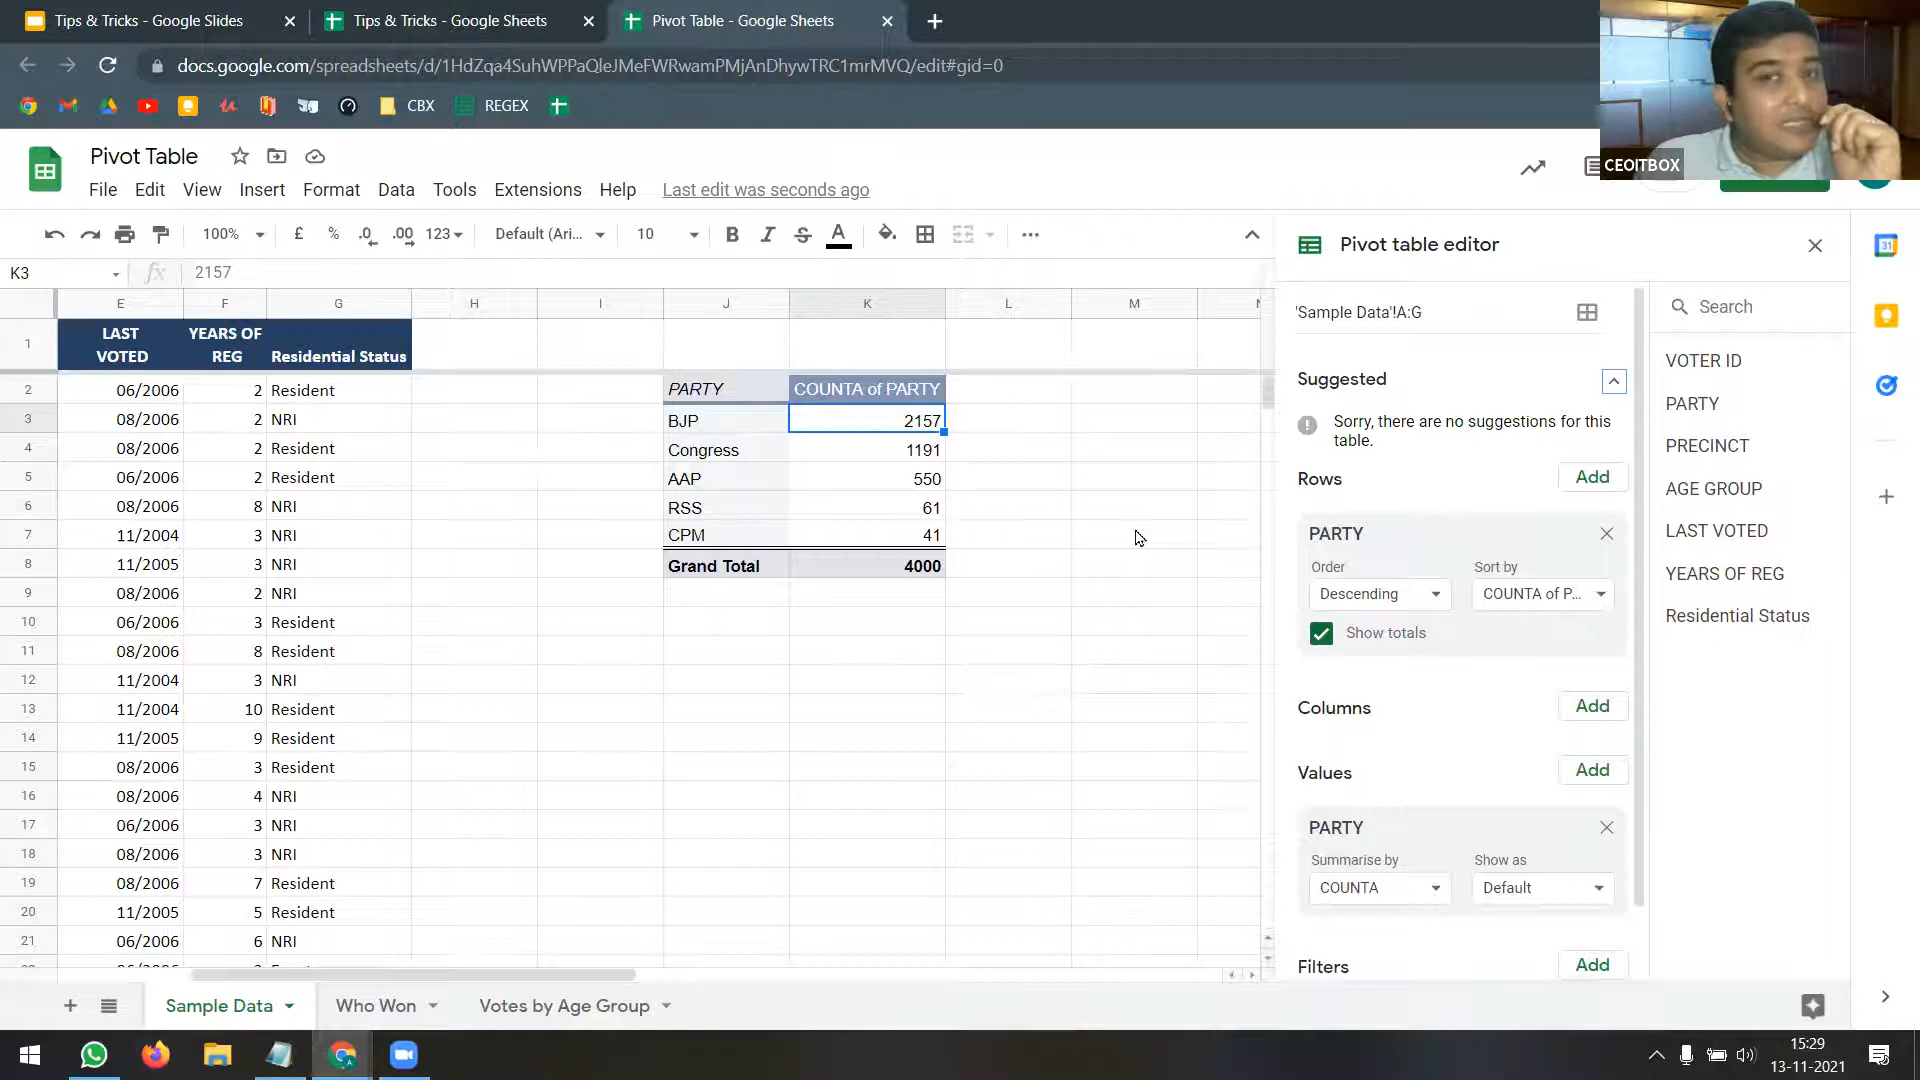 Tips & Tricks - Google Slides
Tips & Tricks - Google Sheets
Pivot Table - Google Sheets
docs.google.com/spreadsheets/d/1HdZqa4SuhWPPaQleJMeFWRwamPMjAnDhywTRC1mrMVQ/edit#gid=0
CBX
REGEX
CEOITBOX
Pivot Table
File Edit View Insert Format Data Tools Extensions Help Last edit was seconds ago
100% £ % .0 .00 123 Default (Ari... 10 B I S A
K3 fx 2157
E F G H I J K L M
1 LAST VOTED YEARS OF REG Residential Status
2 06/2006 2 Resident PARTY COUNTA of PARTY
3 08/2006 2 NRI BJP 2157
4 08/2006 2 Resident Congress 1191
5 06/2006 2 Resident AAP 550
6 08/2006 8 NRI RSS 61
7 11/2004 3 NRI CPM 41
8 11/2005 3 NRI Grand Total 4000
9 08/2006 2 NRI
10 06/2006 3 Resident
11 08/2006 8 Resident
12 11/2004 3 NRI
13 11/2004 10 Resident
14 11/2005 9 Resident
15 08/2006 3 Resident
16 08/2006 4 NRI
17 06/2006 3 NRI
18 08/2006 3 NRI
19 08/2006 7 Resident
20 11/2005 5 Resident
21 06/2006 6 NRI
Pivot table editor
'Sample Data'!A:G
Suggested
Sorry, there are no suggestions for this
table.
Rows Add
PARTY
Order Sort by
Descending COUNTA of P...
Show totals
Columns Add
Values Add
PARTY
Summarise by Show as
COUNTA Default
Filters Add
Search
VOTER ID
PARTY
PRECINCT
AGE GROUP
LAST VOTED
YEARS OF REG
Residential Status
31
Sample Data Who Won Votes by Age Group
15:29
13-11-2021